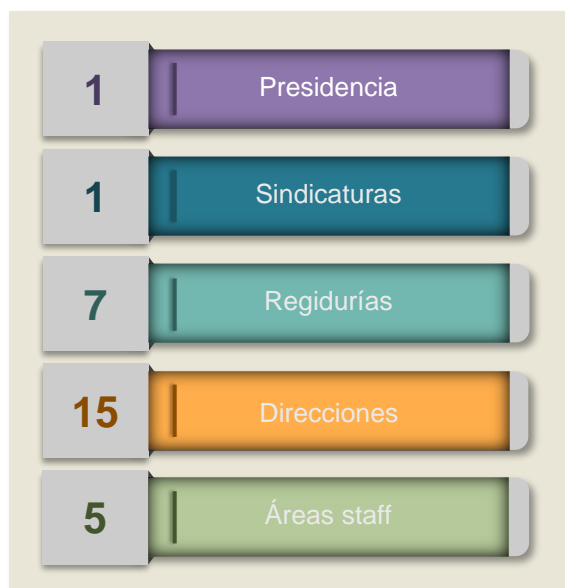 1 Presidencia
1 Sindicaturas
7 Regidurías
15 Direcciones
5 Áreas staff